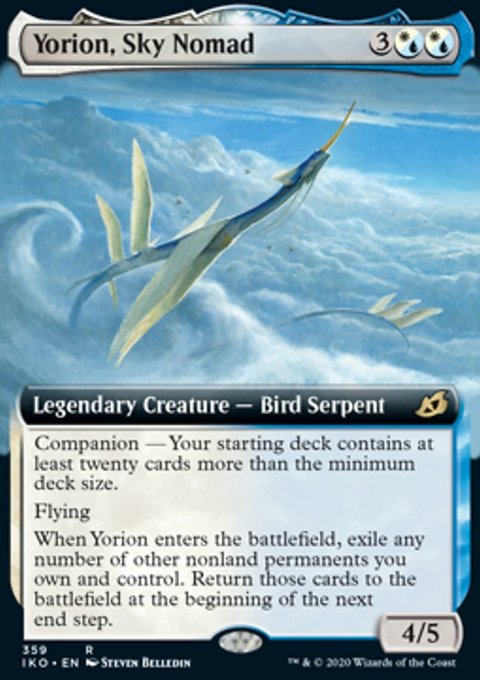 Yorion, Sky Nomad 3
Legendary Creature — Bird Serpent
Companion — Your starting deck contains at
least twenty cards more than the minimum
deck size.
Flying
When Yorion enters the battlefield, exile any
number of other nonland permanents you
own and control. Return those cards to the
battlefield at the beginning of the next
end step.
4/5
359 R
IKO • EN Steven Belledin
™ & © 2020 Wizards of the Coast